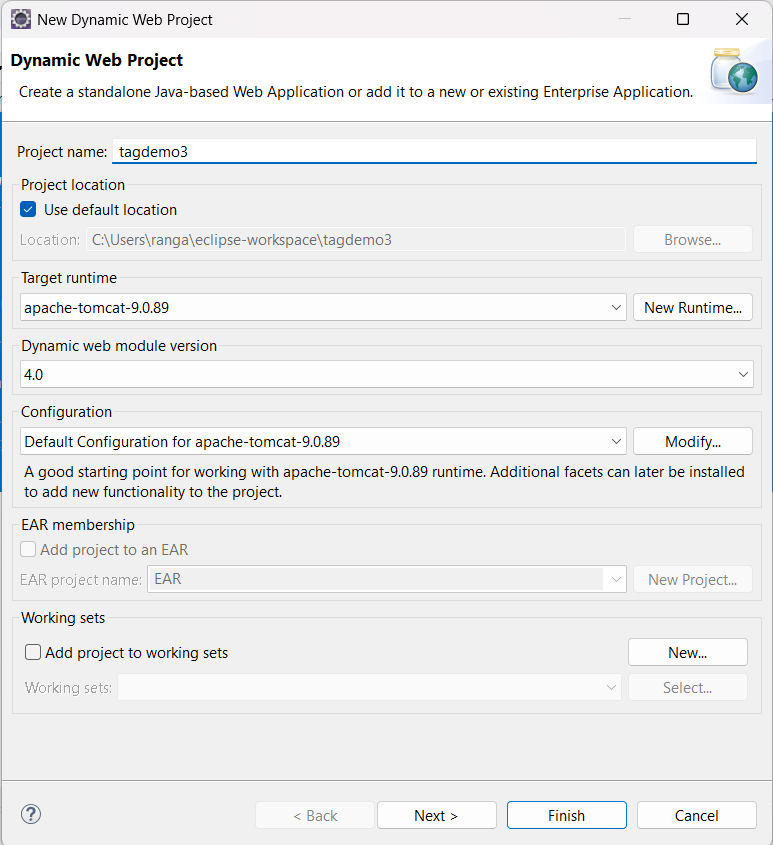 New Dynamic Web Project
Dynamic Web Project
Create a standalone Java-based Web Application or add it to a new or existing Enterprise Application.
Project name: tagdemo3
Project location
Use default location
Location: C:\Users\ranga\eclipse-workspace\tagdemo3 Browse...
Target runtime
apache-tomcat-9.0.89 New Runtime...
Dynamic web module version
4.0
Configuration
Default Configuration for apache-tomcat-9.0.89 Modify...
A good starting point for working with apache-tomcat-9.0.89 runtime. Additional facets can later be installed
to add new functionality to the project.
EAR membership
Add project to an EAR
EAR project name: EAR New Project...
Working sets
Add project to working sets New...
Working sets: Select...
? < Back Next > Finish Cancel